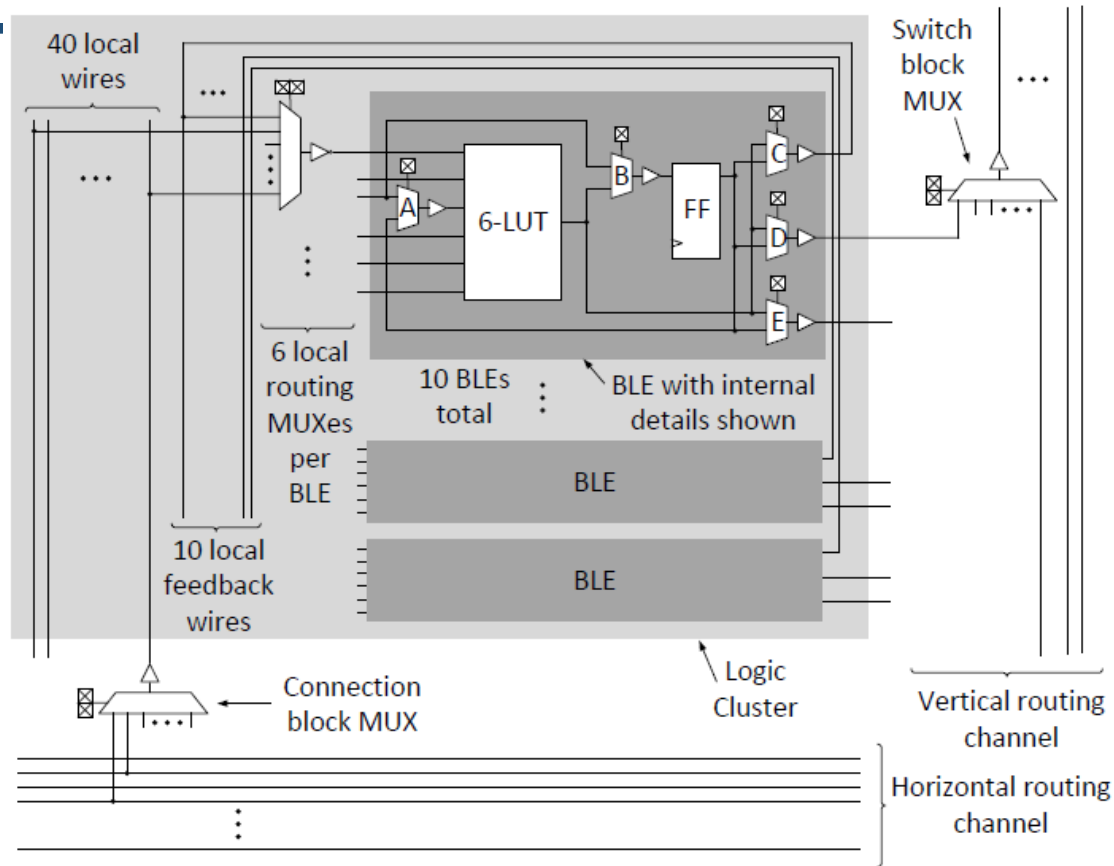 40 local
wires
Switch
block
MUX
A
6-LUT
B
FF
C
D
E
6 local
routing
MUXes
per
BLE
10 BLEs
total
BLE with internal
details shown
BLE
BLE
10 local
feedback
wires
Connection
block MUX
Logic
Cluster
Vertical routing
channel
Horizontal routing
channel